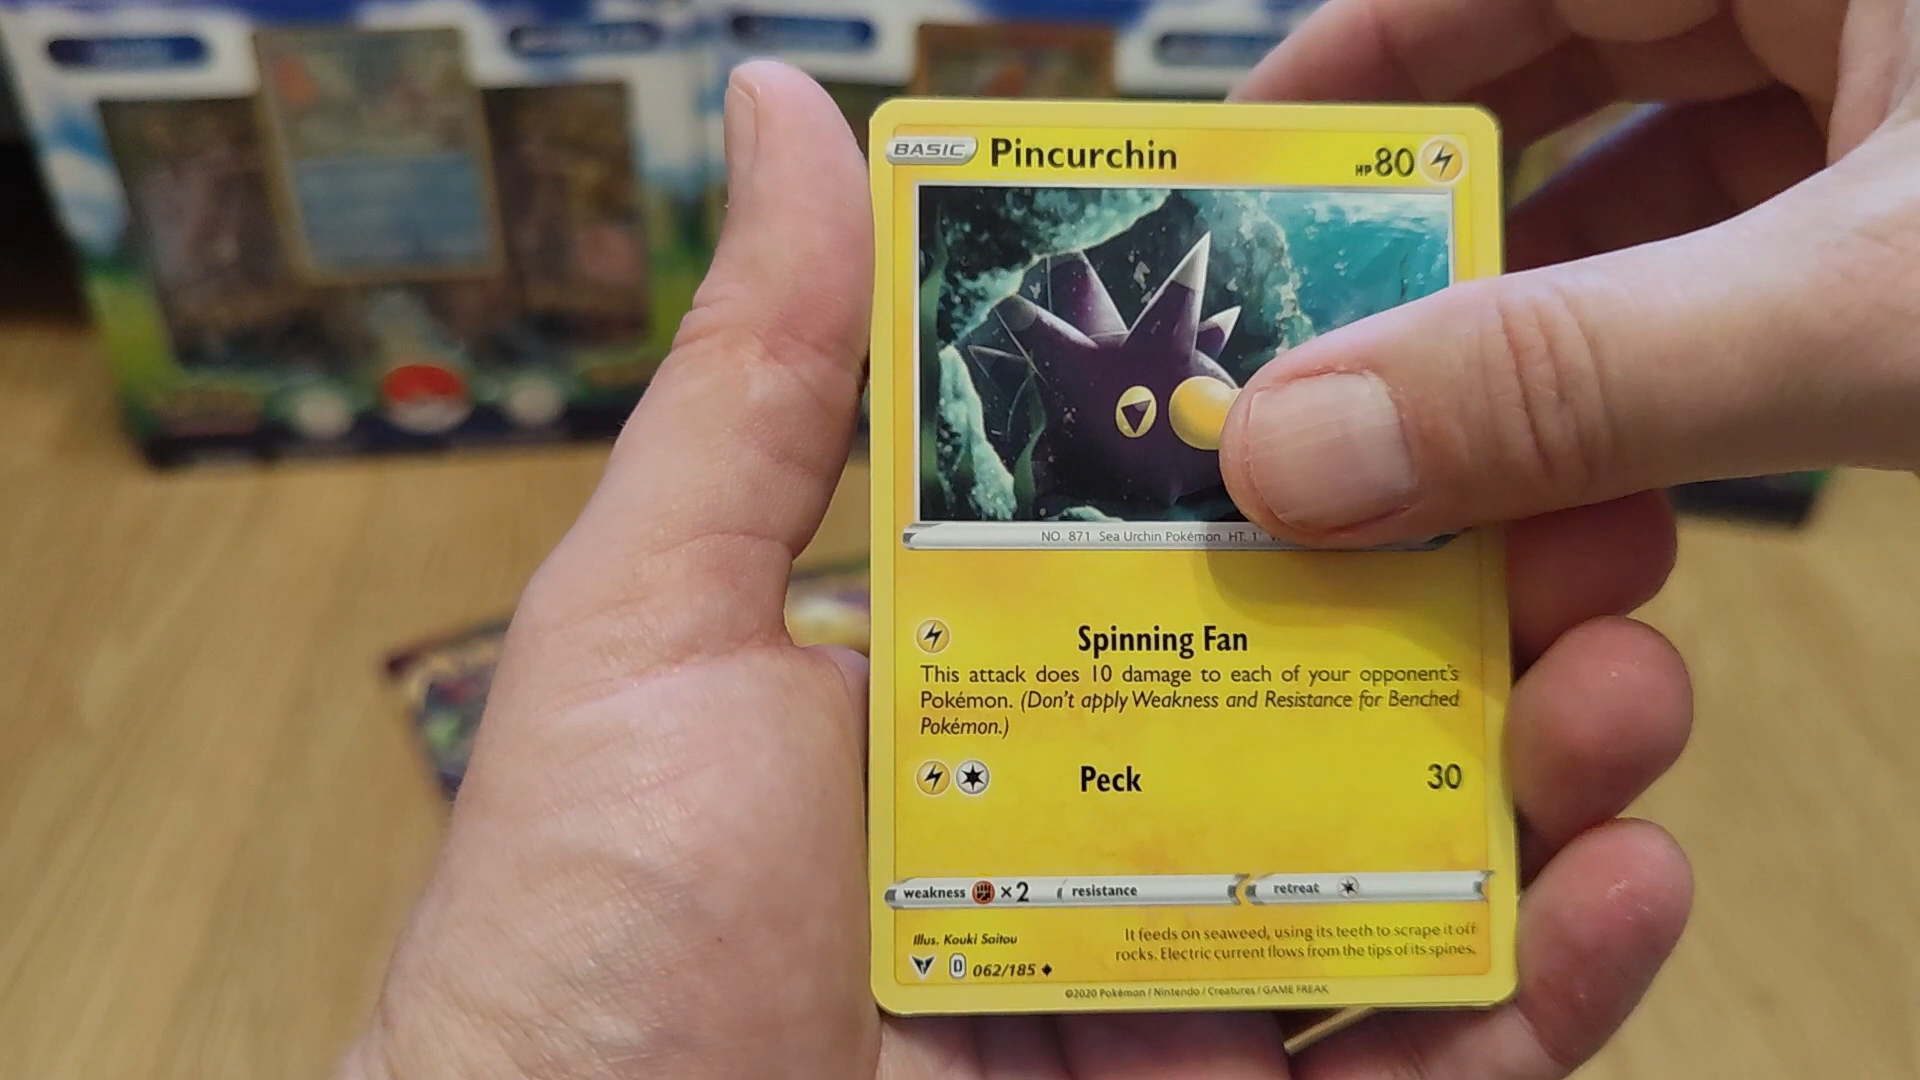 BASIC Pincurchin HP 80
NO. 871 Sea Urchin Pokémon HT. 1'
Spinning Fan
This attack does 10 damage to each of your opponent's
Pokémon. (Don't apply Weakness and Resistance for Benched
Pokémon.)
Peck 30
weakness ×2 resistance retreat
Illus. Kouki Saitou
It feeds on seaweed, using its teeth to scrape it off
rocks. Electric current flows from the tips of its spines.
D 062/185
©2020 Pokémon / Nintendo / Creatures / GAME FREAK